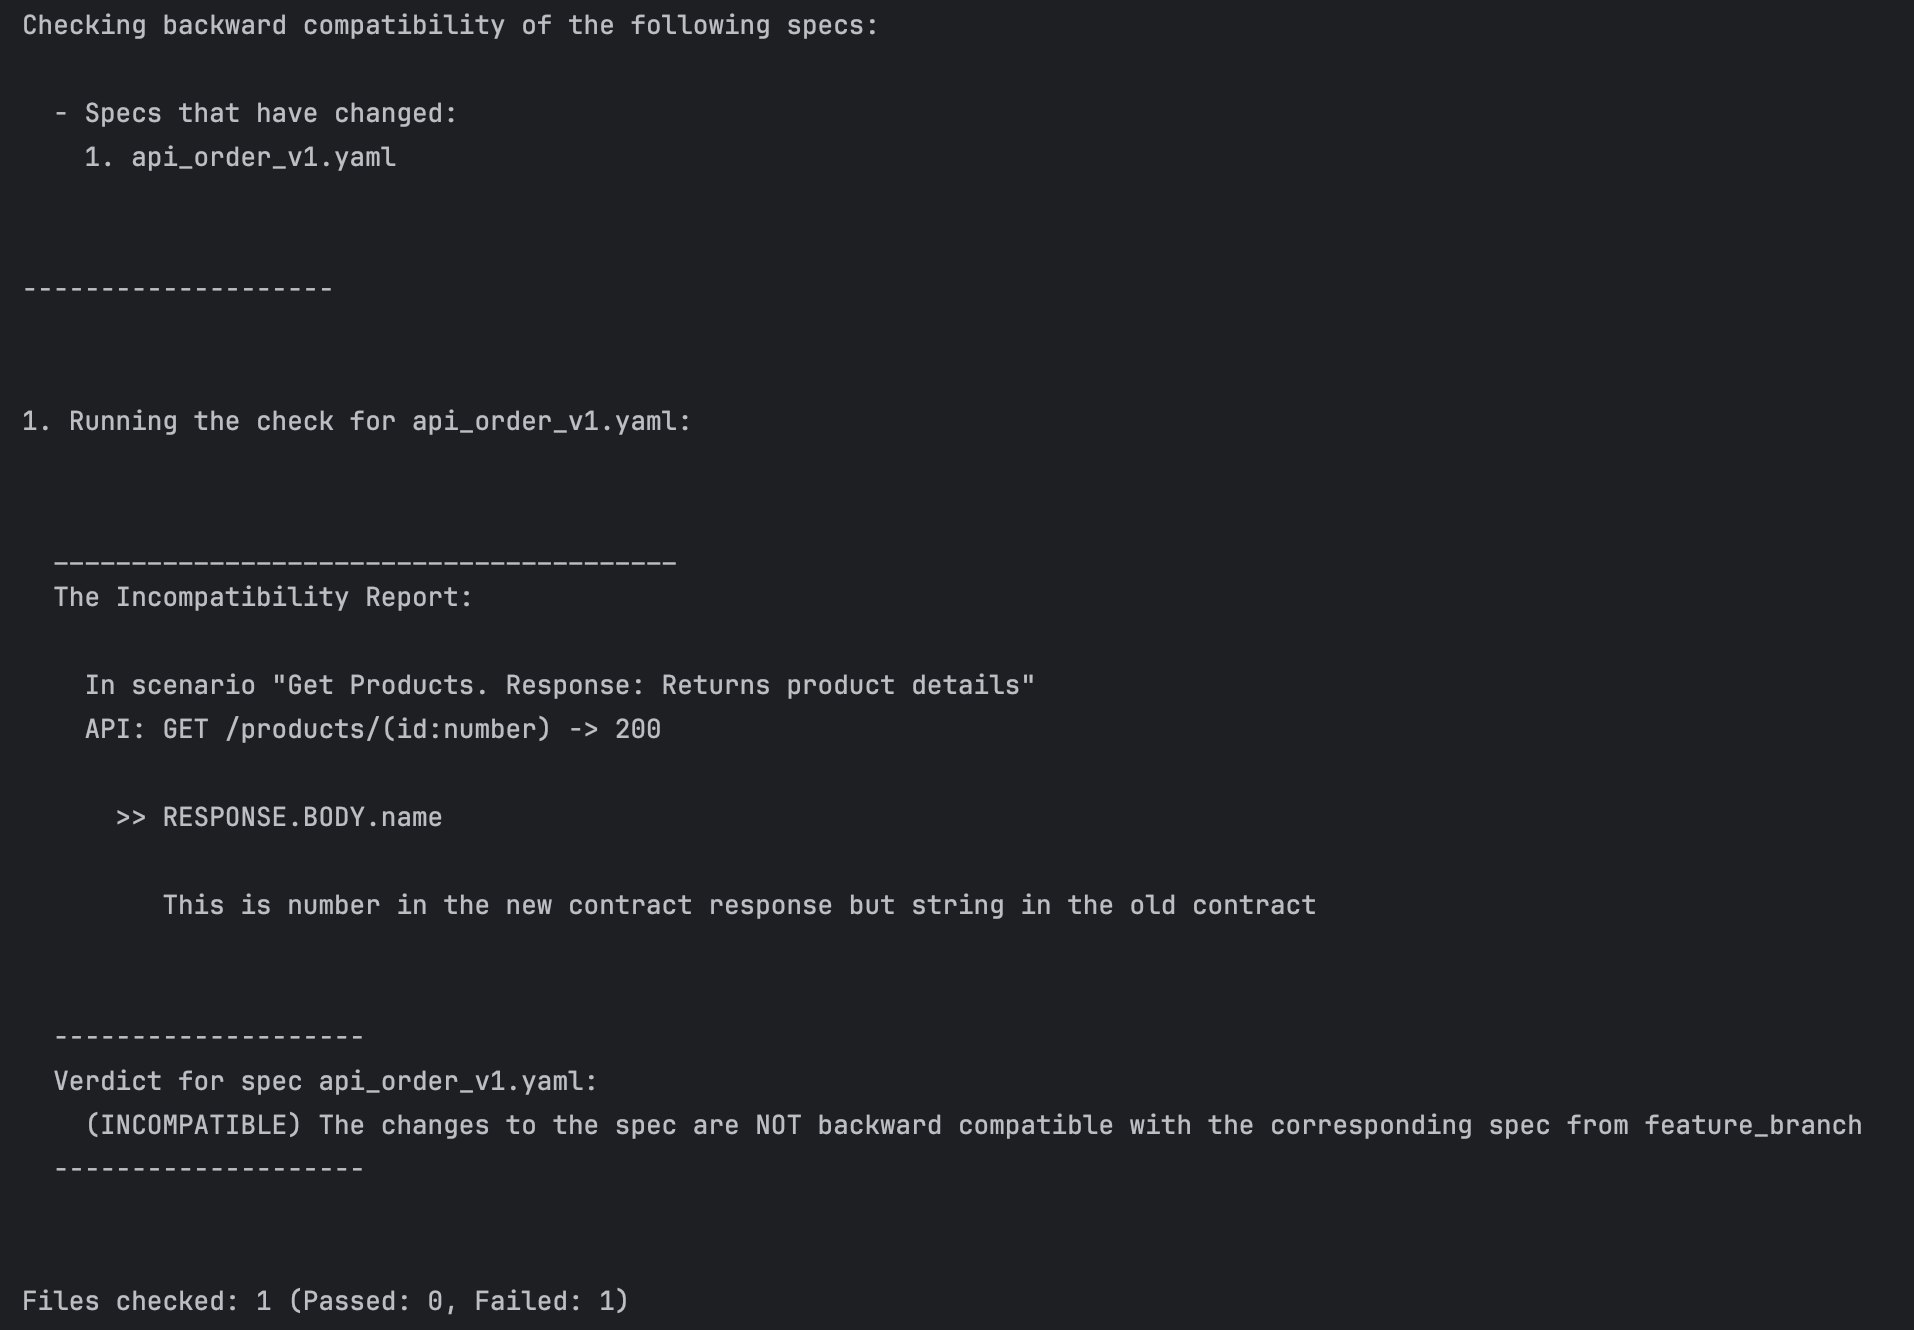 Checking backward compatibility of the following specs:
- Specs that have changed:
1. api_order_v1.yaml
--------------------
1. Running the check for api_order_v1.yaml:
________________________________________
The Incompatibility Report:
In scenario "Get Products. Response: Returns product details"
API: GET /products/(id:number) -> 200
>> RESPONSE.BODY.name
This is number in the new contract response but string in the old contract
--------------------
Verdict for spec api_order_v1.yaml:
(INCOMPATIBLE) The changes to the spec are NOT backward compatible with the corresponding spec from feature_branch
--------------------
Files checked: 1 (Passed: 0, Failed: 1)